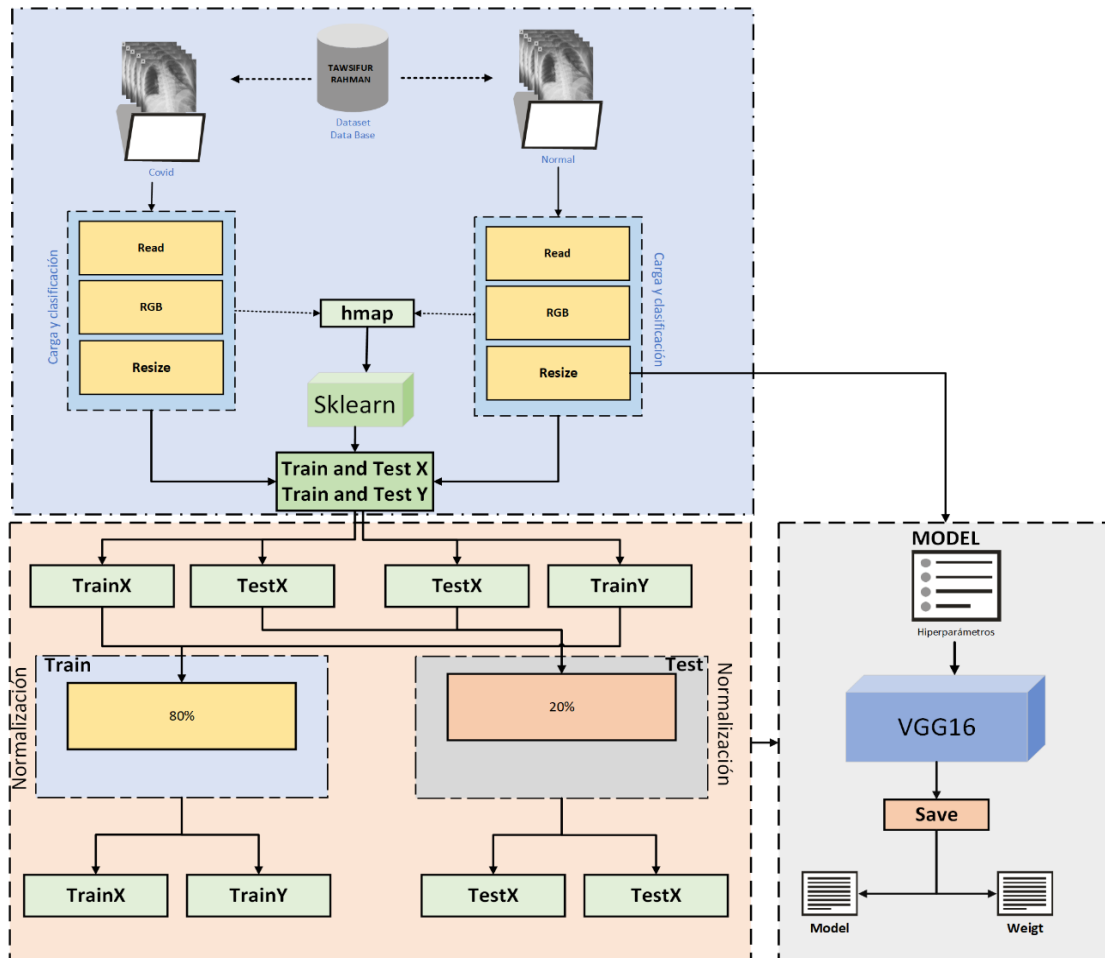 TAWSIFUR
RAHMAN
Dataset
Data Base
Covid
Normal
Carga y clasificación
Read
RGB
Resize
Read
RGB
Resize
Carga y clasificación
hmap
Sklearn
Train and Test X
Train and Test Y
TrainX
TestX
TestX
TrainY
Normalización
Train
80%
Test
20%
Normalización
TrainX
TrainY
TestX
TestX
MODEL
Hiperparámetros
VGG16
Save
Model
Weigt